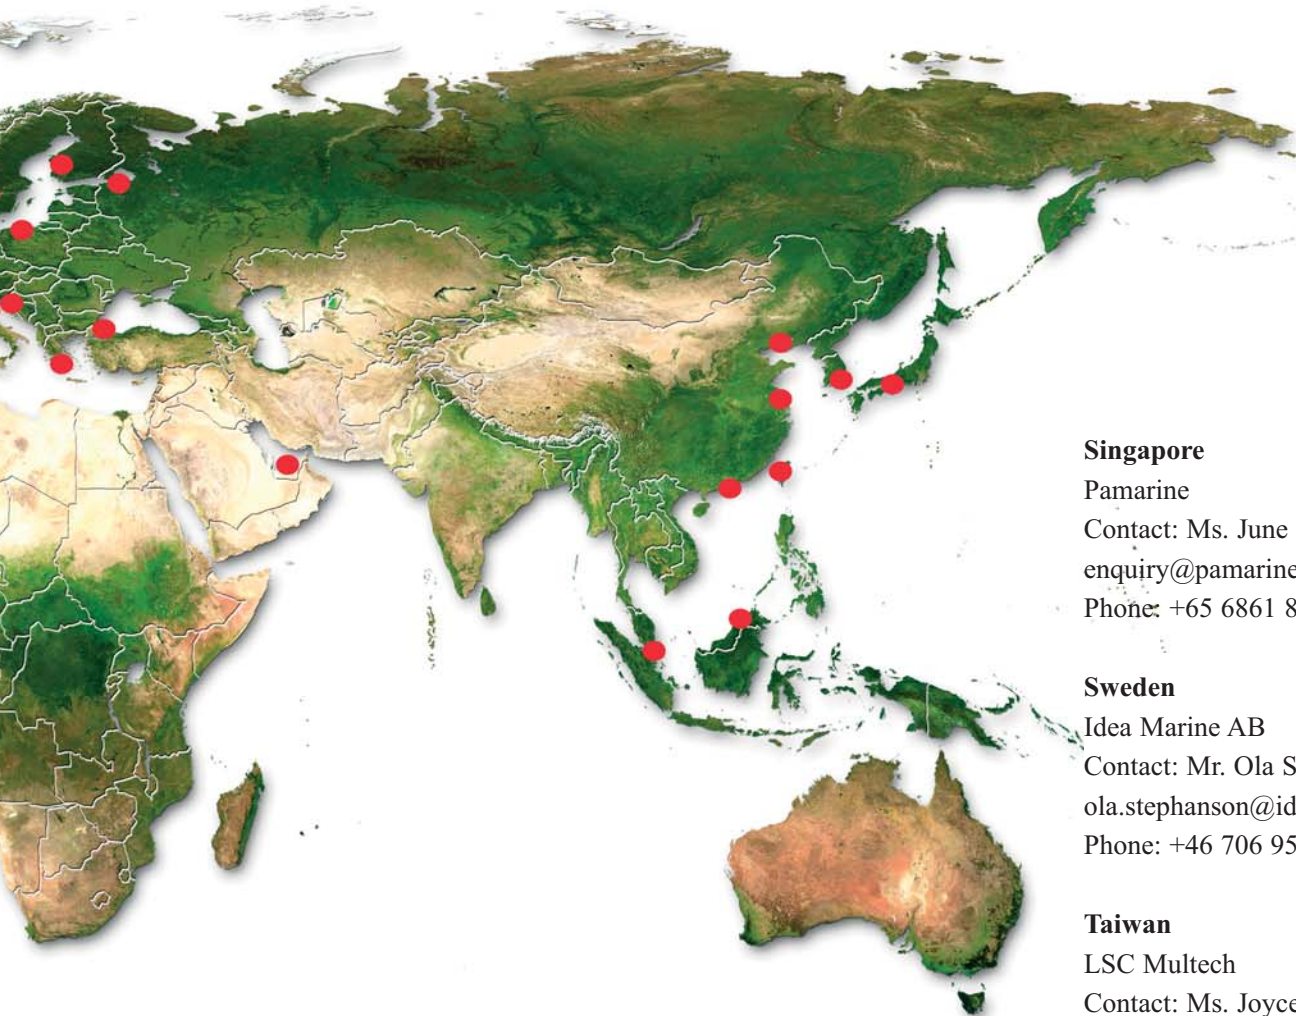 Singapore
Pamarine
Contact: Ms. June
enquiry@pamarine
Phone: +65 6861 8
Sweden
Idea Marine AB
Contact: Mr. Ola S
ola.stephanson@id
Phone: +46 706 95
Taiwan
LSC Multech
Contact: Ms. Joyce